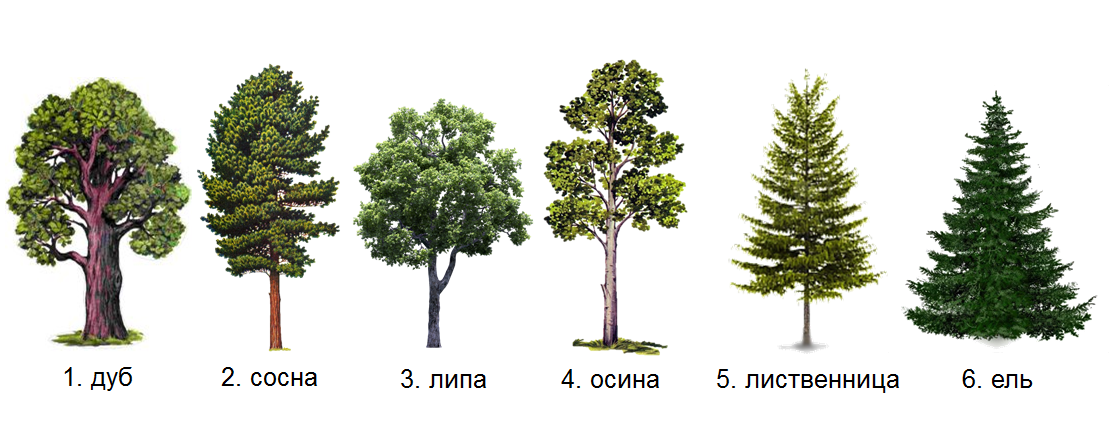 1. дуб 2. сосна 3. липа 4. осина 5. лиственница 6. ель